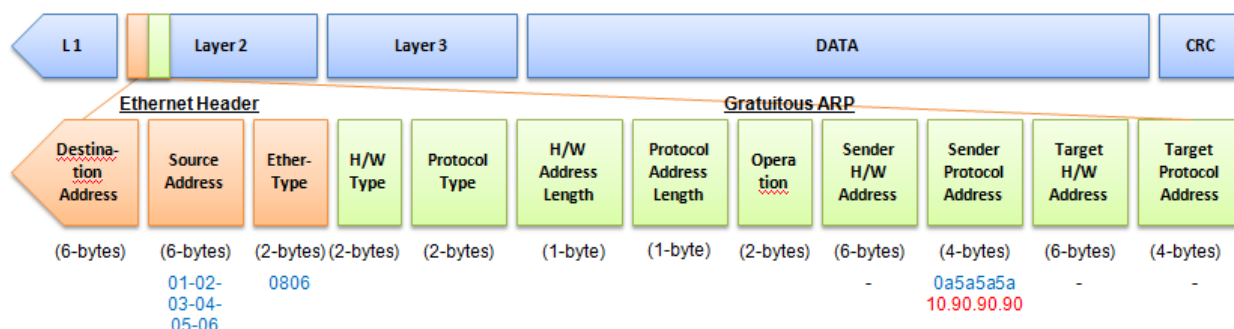 L 1
Layer 2
Layer 3
DATA
CRC
Ethernet Header
Gratuitous ARP
Destina-
tion
Address
Source
Address
Ether-
Type
H/W
Type
Protocol
Type
H/W
Address
Length
Protocol
Address
Length
Opera
tion
Sender
H/W
Address
Sender
Protocol
Address
Target
H/W
Address
Target
Protocol
Address
(6-bytes)
(6-bytes)
(2-bytes)
(2-bytes)
(2-bytes)
(1-byte)
(1-byte)
(2-bytes)
(6-bytes)
(4-bytes)
(6-bytes)
(4-bytes)
01-02-
03-04-
05-06
0806
-
0a5a5a5a
10.90.90.90
-
-